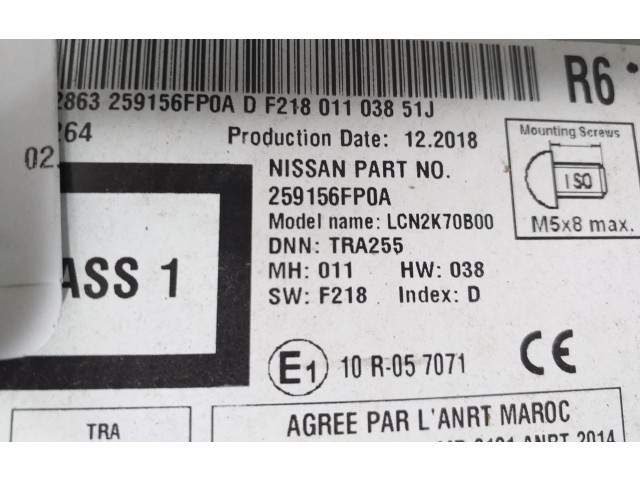 2863 259156FP0A D F218 011 038 51J
R6
264
Production Date: 12.2018
02.
NISSAN PART NO.
259156FP0A
Model name: LCN2K70B00
DNN: TRA255
MH: 011 HW: 038
SW: F218 Index: D
Mounting Screws
ISO
M5x8 max.
ASS 1
E1 10 R-05 7071
CE
TRA
AGREE PAR L'ANRT MAROC
ANRT 2014